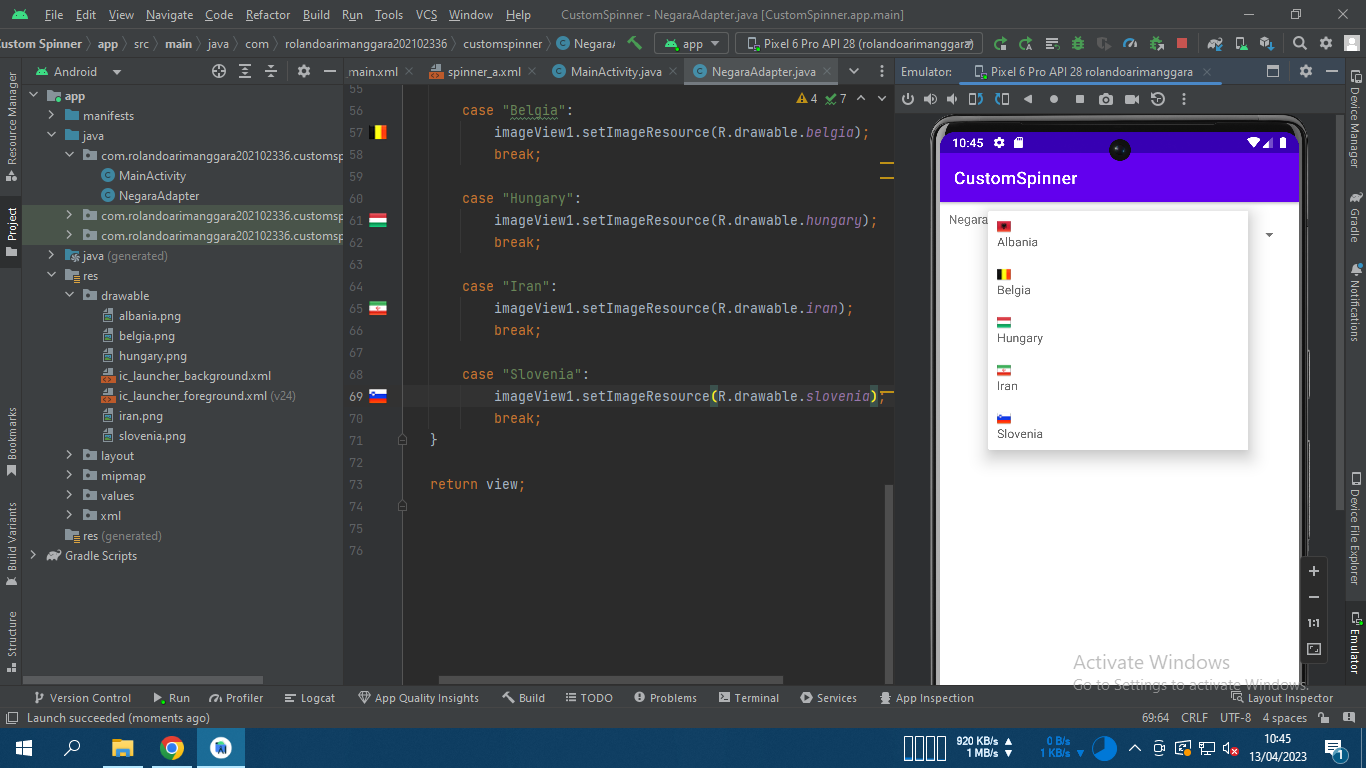 File Edit View Navigate Code Refactor Build Run Tools VCS Window Help CustomSpinner - NegaraAdapter.java [CustomSpinner.app.main]
Custom Spinner app src main java com rolandoarimanggara202102336 customspinner Negara app Pixel 6 Pro API 28 (rolandoarimanggara)
Android main.xml spinner_a.xml MainActivity.java NegaraAdapter.java Emulator: Pixel 6 Pro API 28 rolandoarimanggara
Resource Manager
Project
Bookmarks
Build Variants
Structure
app
manifests
java
com.rolandoarimanggara202102336.customsp
MainActivity
NegaraAdapter
com.rolandoarimanggara202102336.customsp
com.rolandoarimanggara202102336.customsp
java (generated)
res
drawable
albania.png
belgia.png
hungary.png
ic_launcher_background.xml
ic_launcher_foreground.xml (v24)
iran.png
slovenia.png
layout
mipmap
values
xml
res (generated)
Gradle Scripts
4 7
55
56 case "Belgia":
57 imageView1.setImageResource(R.drawable.belgia);
58 break;
59
60 case "Hungary":
61 imageView1.setImageResource(R.drawable.hungary);
62 break;
63
64 case "Iran":
65 imageView1.setImageResource(R.drawable.iran);
66 break;
67
68 case "Slovenia":
69 imageView1.setImageResource(R.drawable.slovenia);
70 break;
71 }
72
73 return view;
74
75
76
10:45
CustomSpinner
Negara
Albania
Belgia
Hungary
Iran
Slovenia
1:1
Activate Windows
Go to Settings to activate Windows.
Device Manager
Gradle
Notifications
Device File Explorer
Emulator
Version Control Run Profiler Logcat App Quality Insights Build TODO Problems Terminal Services App Inspection Layout Inspector
Launch succeeded (moments ago) 69:64 CRLF UTF-8 4 spaces
920 KB/s 0 B/s 10:45
1 MB/s 1 KB/s 13/04/2023 1